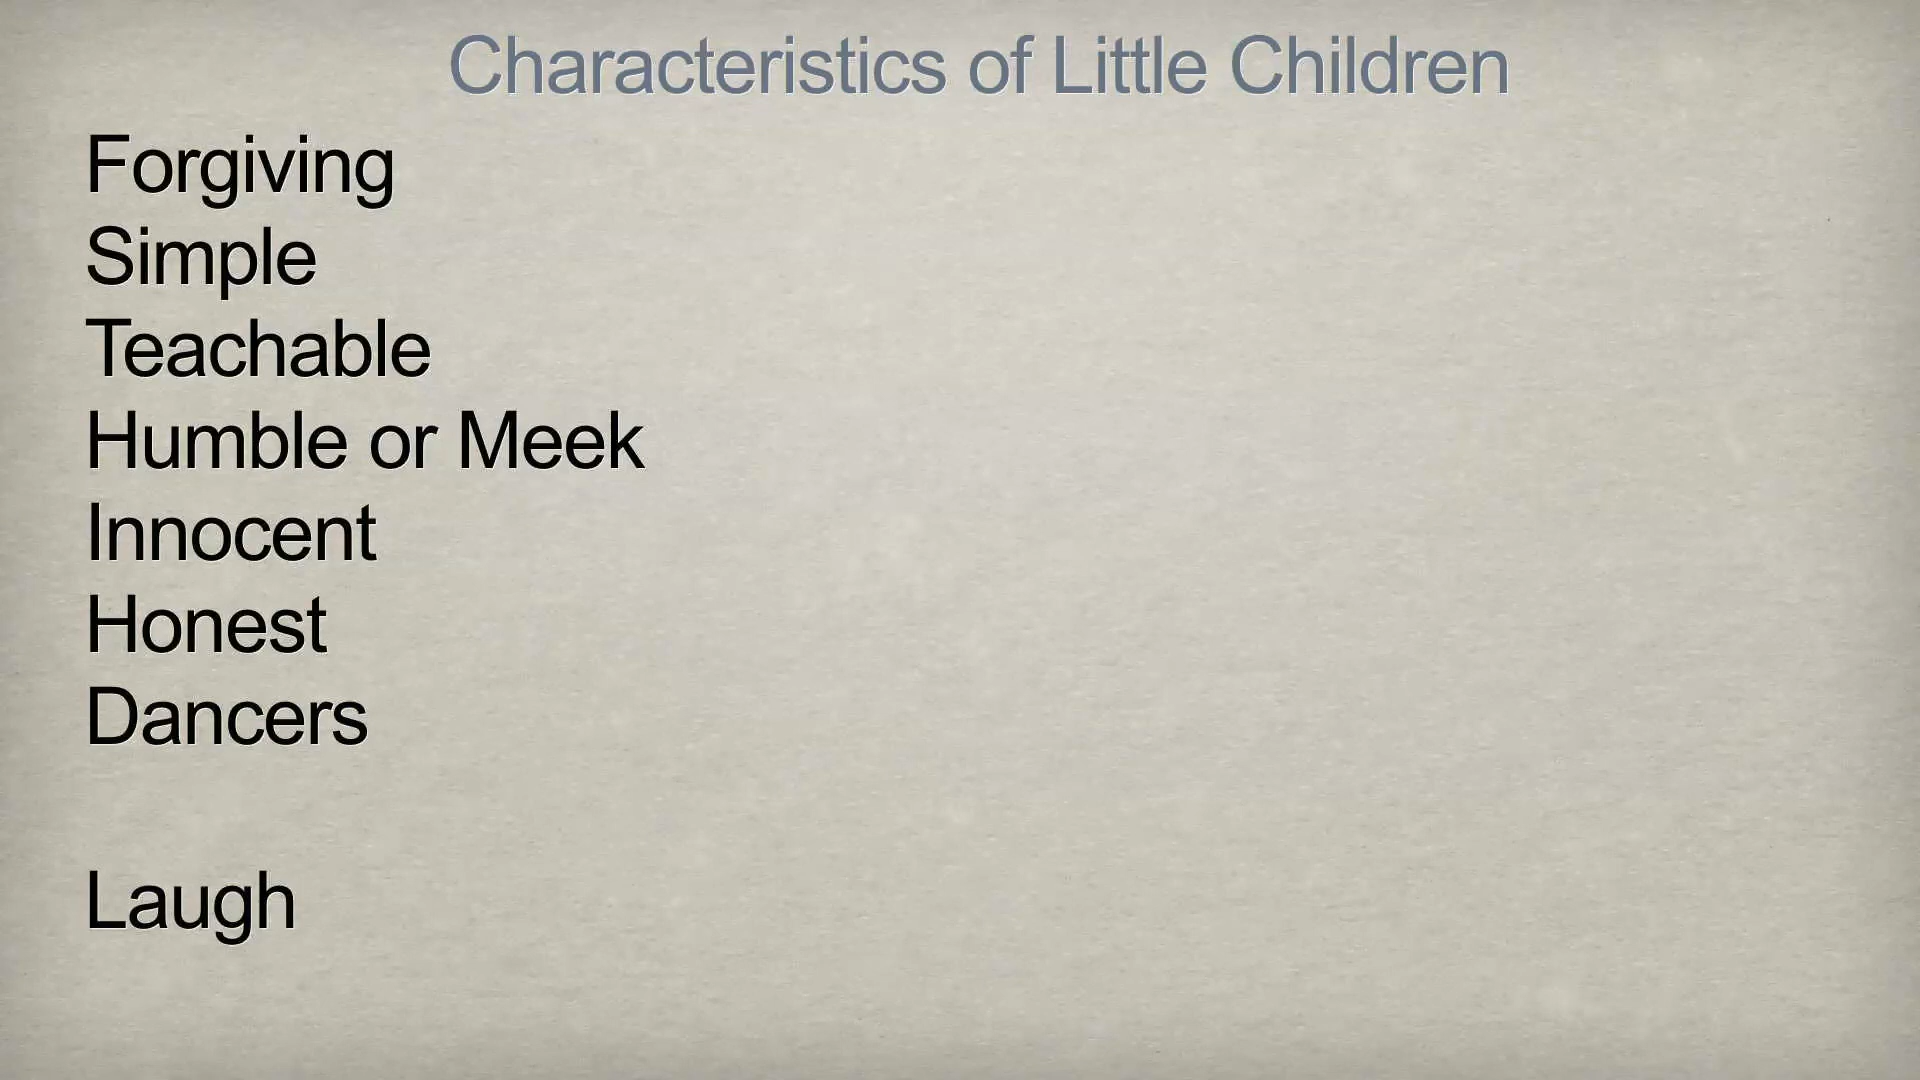 Characteristics of Little Children
Forgiving
Simple
Teachable
Humble or Meek
Innocent
Honest
Dancers
Laugh